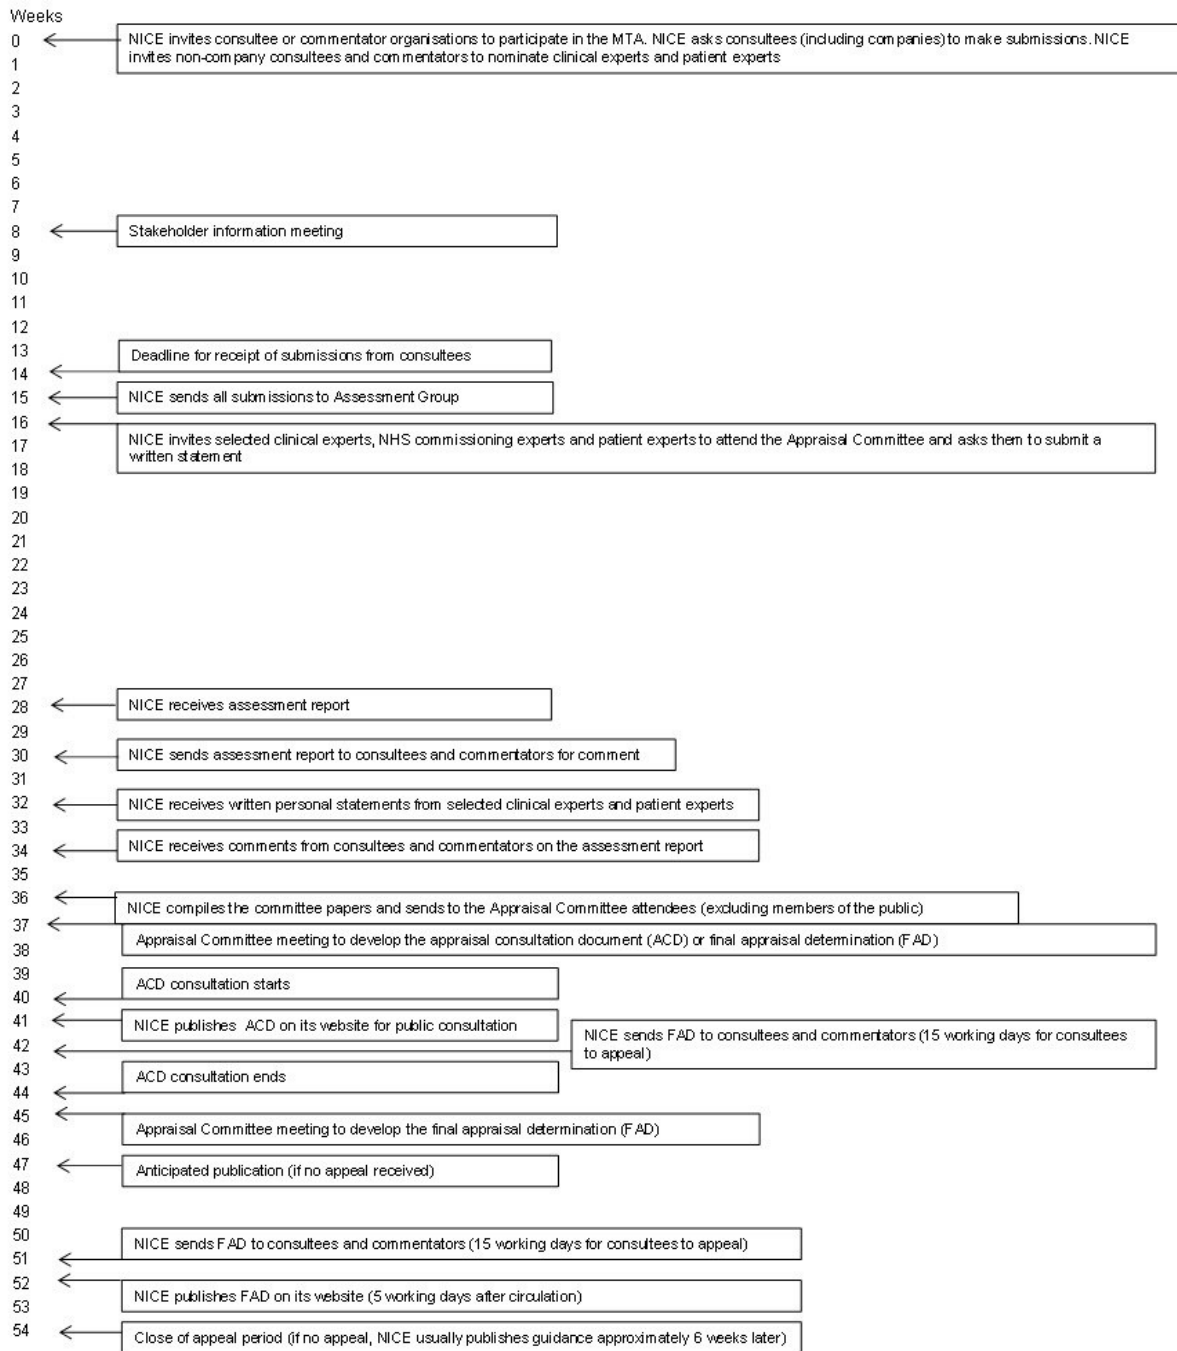 Weeks
0
NICE invites consultee or commentator organisations to participate in the MTA. NICE asks consultees (including companies) to make submissions. NICE
invites non-company consultees and commentators to nominate clinical experts and patient experts
1
2
3
4
5
6
7
8
Stakeholder information meeting
9
10
11
12
13
Deadline for receipt of submissions from consultees
14
15
NICE sends all submissions to Assessment Group
16
17
NICE invites selected clinical experts, NHS commissioning experts and patient experts to attend the Appraisal Committee and asks them to submit a
written statement
18
19
20
21
22
23
24
25
26
27
28
NICE receives assessment report
29
30
NICE sends assessment report to consultees and commentators for comment
31
32
NICE receives written personal statements from selected clinical experts and patient experts
33
34
NICE receives comments from consultees and commentators on the assessment report
35
36
NICE compiles the committee papers and sends to the Appraisal Committee attendees (excluding members of the public)
37
38
Appraisal Committee meeting to develop the appraisal consultation document (ACD) or final appraisal determination (FAD)
39
ACD consultation starts
40
41
NICE publishes ACD on its website for public consultation
NICE sends FAD to consultees and commentators (15 working days for consultees
to appeal)
42
43
ACD consultation ends
44
45
Appraisal Committee meeting to develop the final appraisal determination (FAD)
46
47
Anticipated publication (if no appeal received)
48
49
50
NICE sends FAD to consultees and commentators (15 working days for consultees to appeal)
51
52
NICE publishes FAD on its website (5 working days after circulation)
53
54
Close of appeal period (if no appeal, NICE usually publishes guidance approximately 6 weeks later)